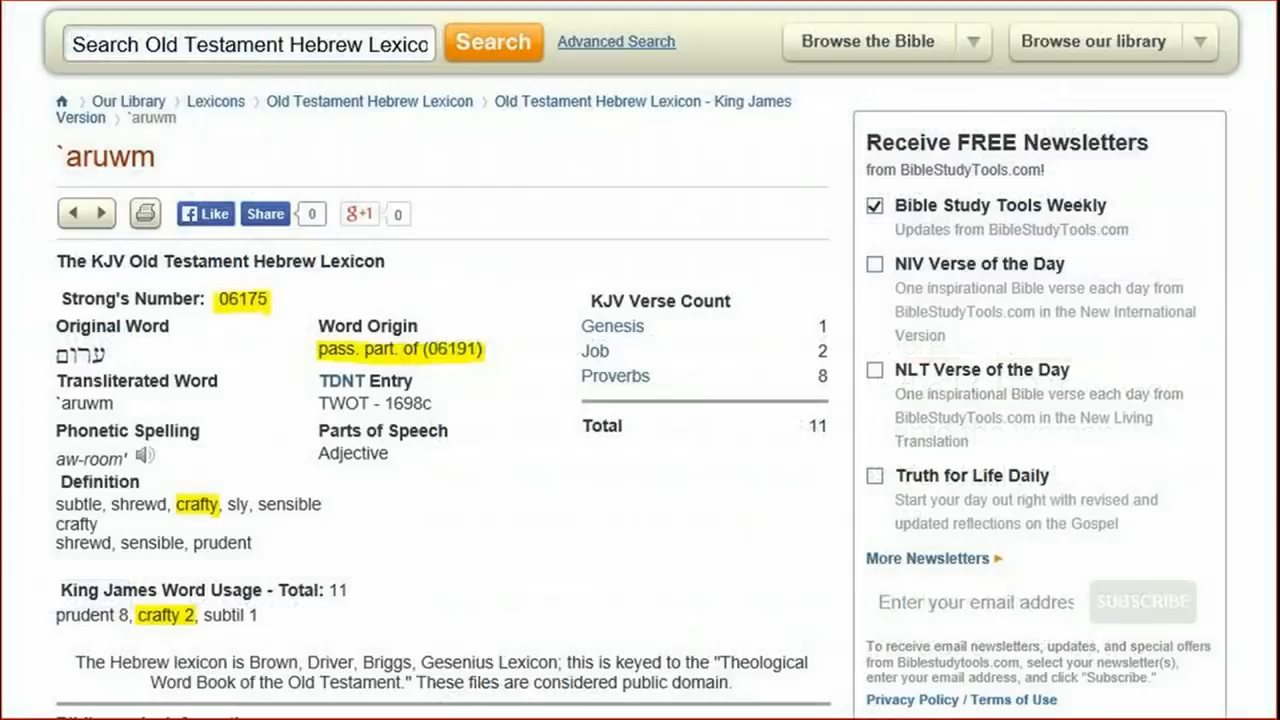 Search Old Testament Hebrew Lexico
Search
Advanced Search
Browse the Bible
Browse our library
Our Library 〉 Lexicons 〉 Old Testament Hebrew Lexicon 〉 Old Testament Hebrew Lexicon - King James
Version 〉 `aruwm
`aruwm
Like
Share
0
g+1
0
The KJV Old Testament Hebrew Lexicon
Strong's Number: 06175
Original Word
ערום
Transliterated Word
`aruwm
Phonetic Spelling
aw-room'
Word Origin
pass. part. of (06191)
TDNT Entry
TWOT - 1698c
Parts of Speech
Adjective
Definition
subtle, shrewd, crafty, sly, sensible
crafty
shrewd, sensible, prudent
KJV Verse Count
Genesis 1
Job 2
Proverbs 8
Total 11
King James Word Usage - Total: 11
prudent 8, crafty 2, subtil 1
The Hebrew lexicon is Brown, Driver, Briggs, Gesenius Lexicon; this is keyed to the "Theological
Word Book of the Old Testament." These files are considered public domain.
Receive FREE Newsletters
from BibleStudyTools.com!
Bible Study Tools Weekly
Updates from BibleStudyTools.com
NIV Verse of the Day
One inspirational Bible verse each day from
BibleStudyTools.com in the New International
Version
NLT Verse of the Day
One inspirational Bible verse each day from
BibleStudyTools.com in the New Living
Translation
Truth for Life Daily
Start your day out right with revised and
updated reflections on the Gospel
More Newsletters
Enter your email addres
SUBSCRIBE
To receive email newsletters, updates, and special offers
from Biblestudytools.com, select your newsletter(s),
enter your email address, and click "Subscribe."
Privacy Policy / Terms of Use